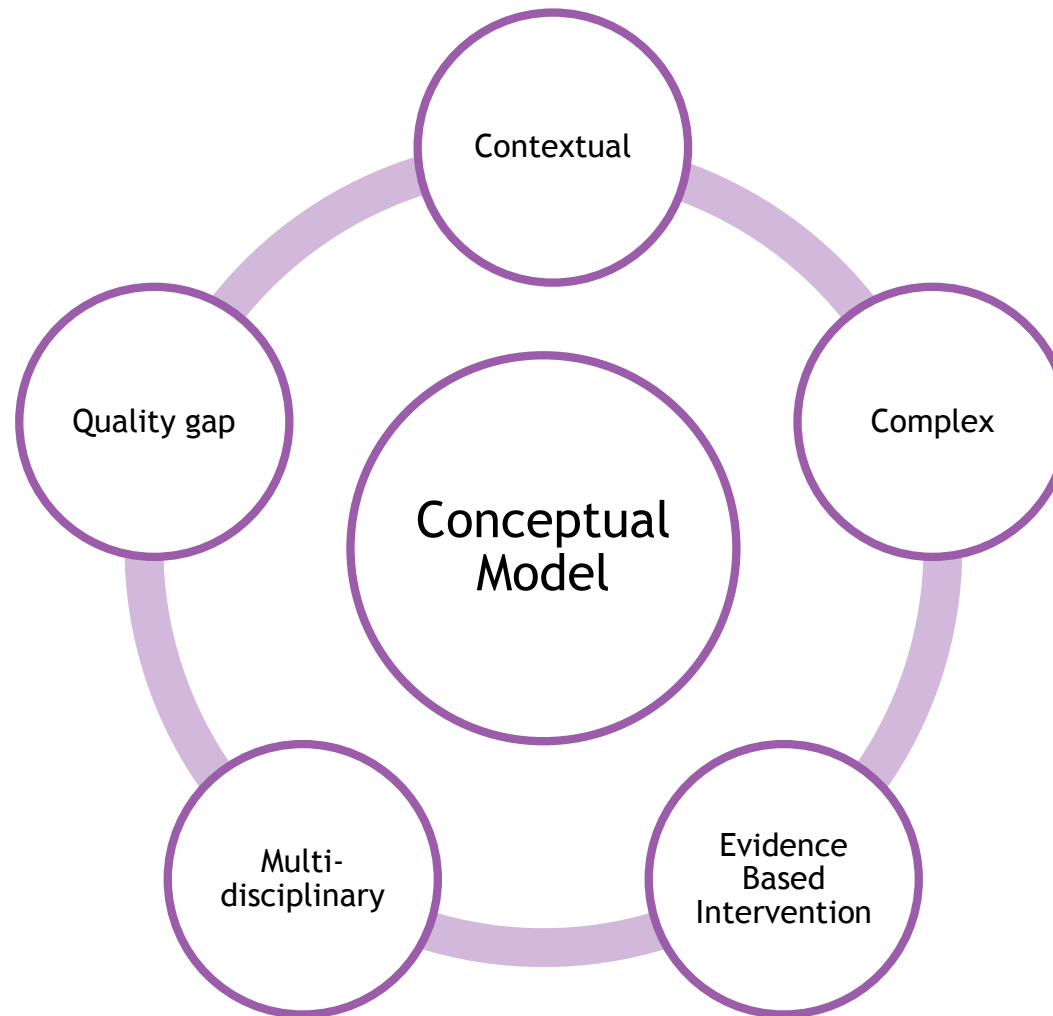 Contextual
Quality gap
Complex
Conceptual
Model
Multi-
disciplinary
Evidence
Based
Intervention